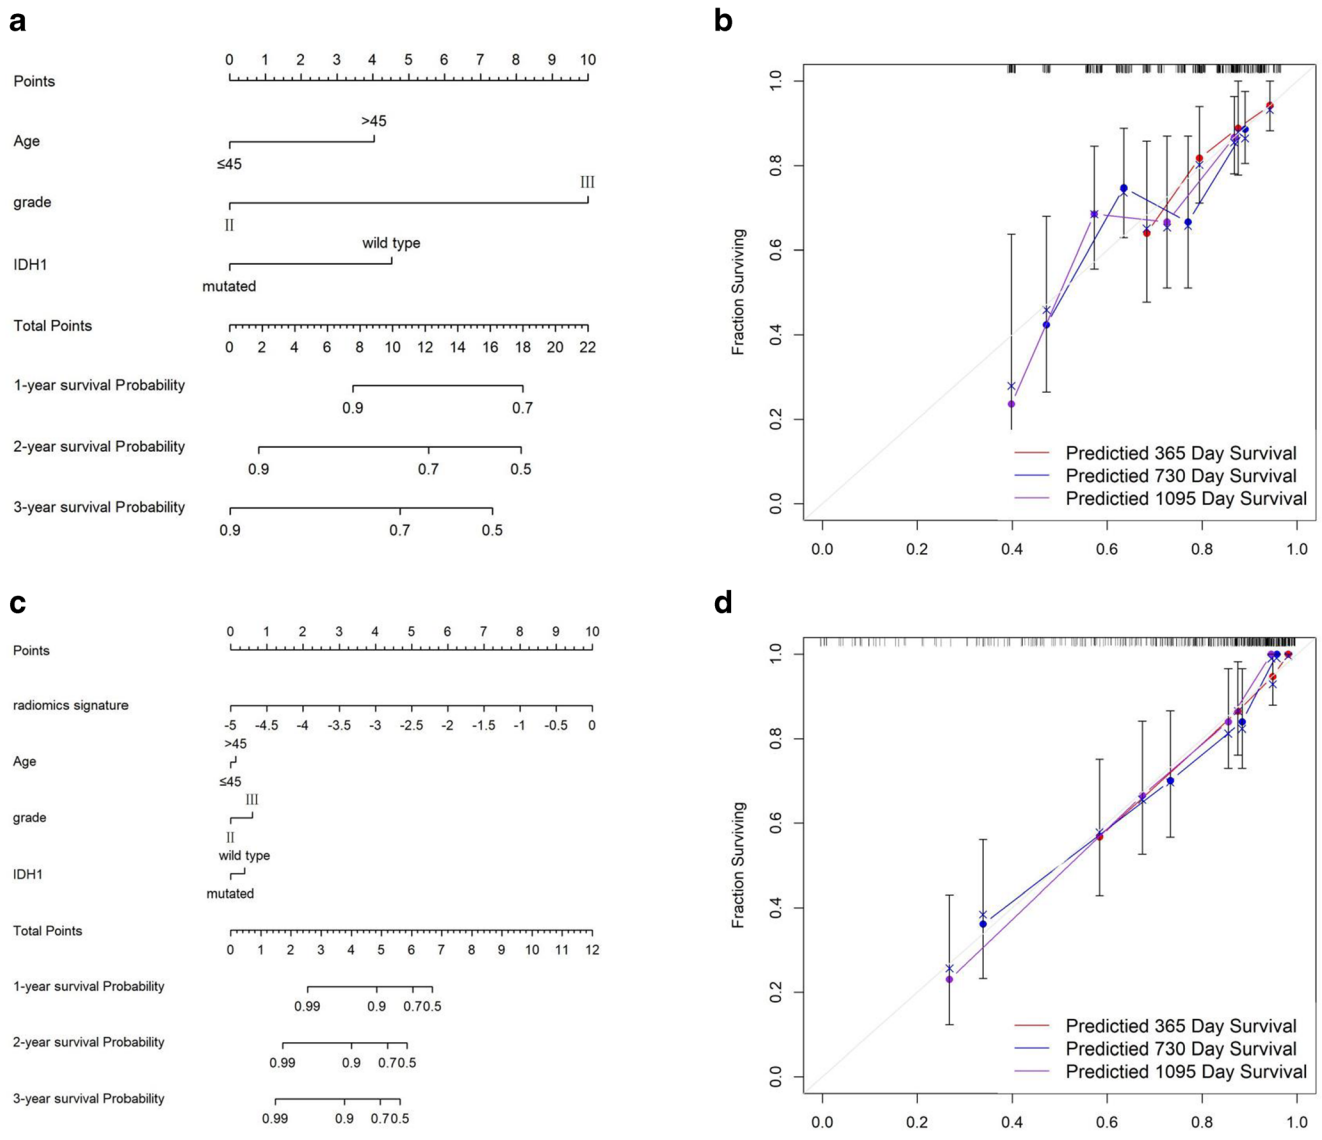 a
0 1 2 3 4 5 6 7 8 9 10
Points
>45
Age
≤45
III
grade
II
wild type
IDH1
mutated
Total Points
0 2 4 6 8 10 12 14 16 18 20 22
1-year survival Probability
0.9 0.7
2-year survival Probability
0.9 0.7 0.5
3-year survival Probability
0.9 0.7 0.5
b
1.0
0.8
0.6
0.4
0.2
0.0
Fraction Surviving
Predictied 365 Day Survival
Predictied 730 Day Survival
Predictied 1095 Day Survival
0.0 0.2 0.4 0.6 0.8 1.0
c
0 1 2 3 4 5 6 7 8 9 10
Points
radiomics signature
-5 -4.5 -4 -3.5 -3 -2.5 -2 -1.5 -1 -0.5 0
>45
Age
≤45
III
grade
II
wild type
IDH1
mutated
Total Points
0 1 2 3 4 5 6 7 8 9 10 11 12
1-year survival Probability
0.99 0.9 0.70.5
2-year survival Probability
0.99 0.9 0.70.5
3-year survival Probability
0.99 0.9 0.70.5
d
1.0
0.8
0.6
0.4
0.2
0.0
Fraction Surviving
Predictied 365 Day Survival
Predictied 730 Day Survival
Predictied 1095 Day Survival
0.0 0.2 0.4 0.6 0.8 1.0